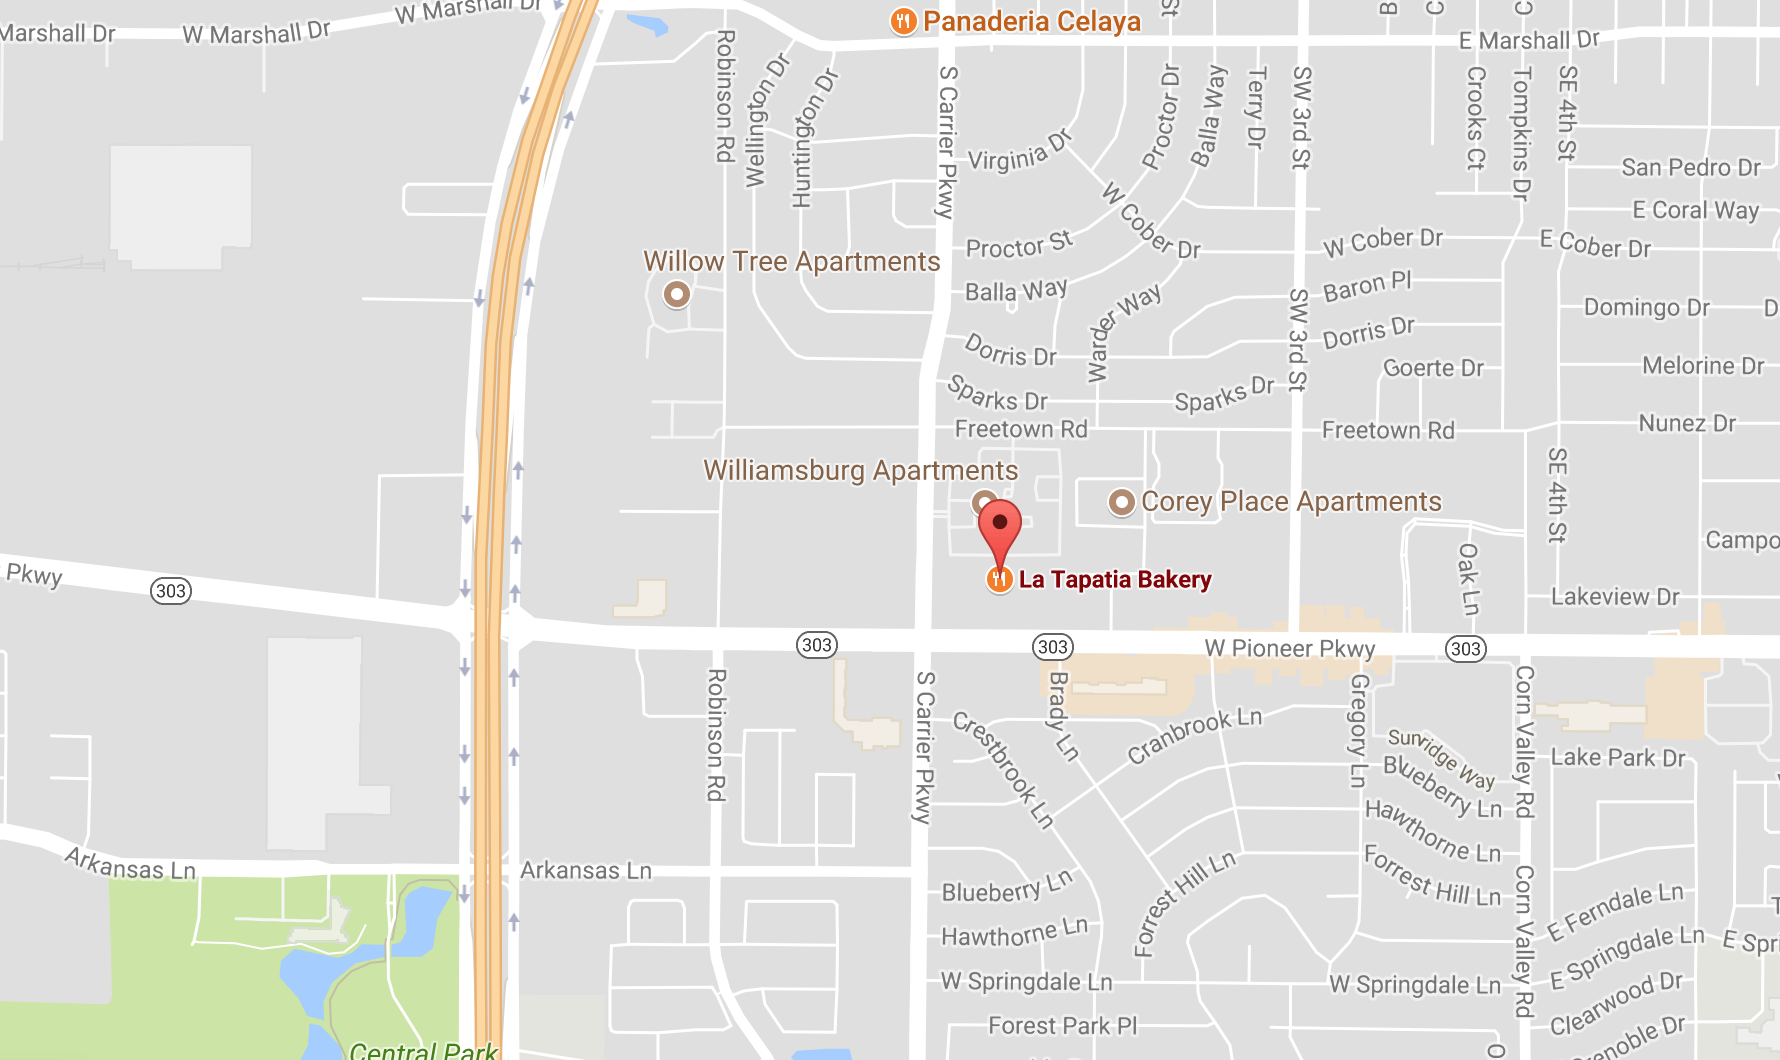 W Marshall Dr
Marshall Dr
W Marshall Dr
Panaderia Celaya
St
B
C
C
E Marshall Dr
Robinson Rd
Wellington Dr
Huntington Dr
S Carrier Pkwy
Virginia Dr
Proctor Dr
Balla Way
Terry Dr
SW 3rd St
Crooks Ct
Tompkins Dr
SE 4th St
San Pedro Dr
E Coral Way
W Cober Dr
Proctor St
W Cober Dr
E Cober Dr
Willow Tree Apartments
Balla Way
Warder Way
Baron Pl
Domingo Dr
D
SW 3rd St
Dorris Dr
Dorris Dr
Goerte Dr
Melorine Dr
Sparks Dr
Sparks Dr
Freetown Rd
Freetown Rd
Nunez Dr
Williamsburg Apartments
Corey Place Apartments
SE 4th St
Campo
Oak Ln
La Tapatia Bakery
Pkwy
303
Lakeview Dr
303
303
W Pioneer Pkwy
303
Robinson Rd
S Carrier Pkwy
Brady Ln
Crestbrook Ln
Cranbrook Ln
Gregory Ln
Sunridge Way
Corn Valley Rd
Lake Park Dr
Blueberry Ln
Hawthorne Ln
Forrest Hill Ln
Arkansas Ln
Arkansas Ln
Blueberry Ln
Forrest Hill Ln
Corn Valley Rd
Hawthorne Ln
E Ferndale Ln
E Springdale Ln
E Spri
W Springdale Ln
W Springdale Ln
Clearwood Dr
Forest Park Pl
Grenoble Dr
Central Park